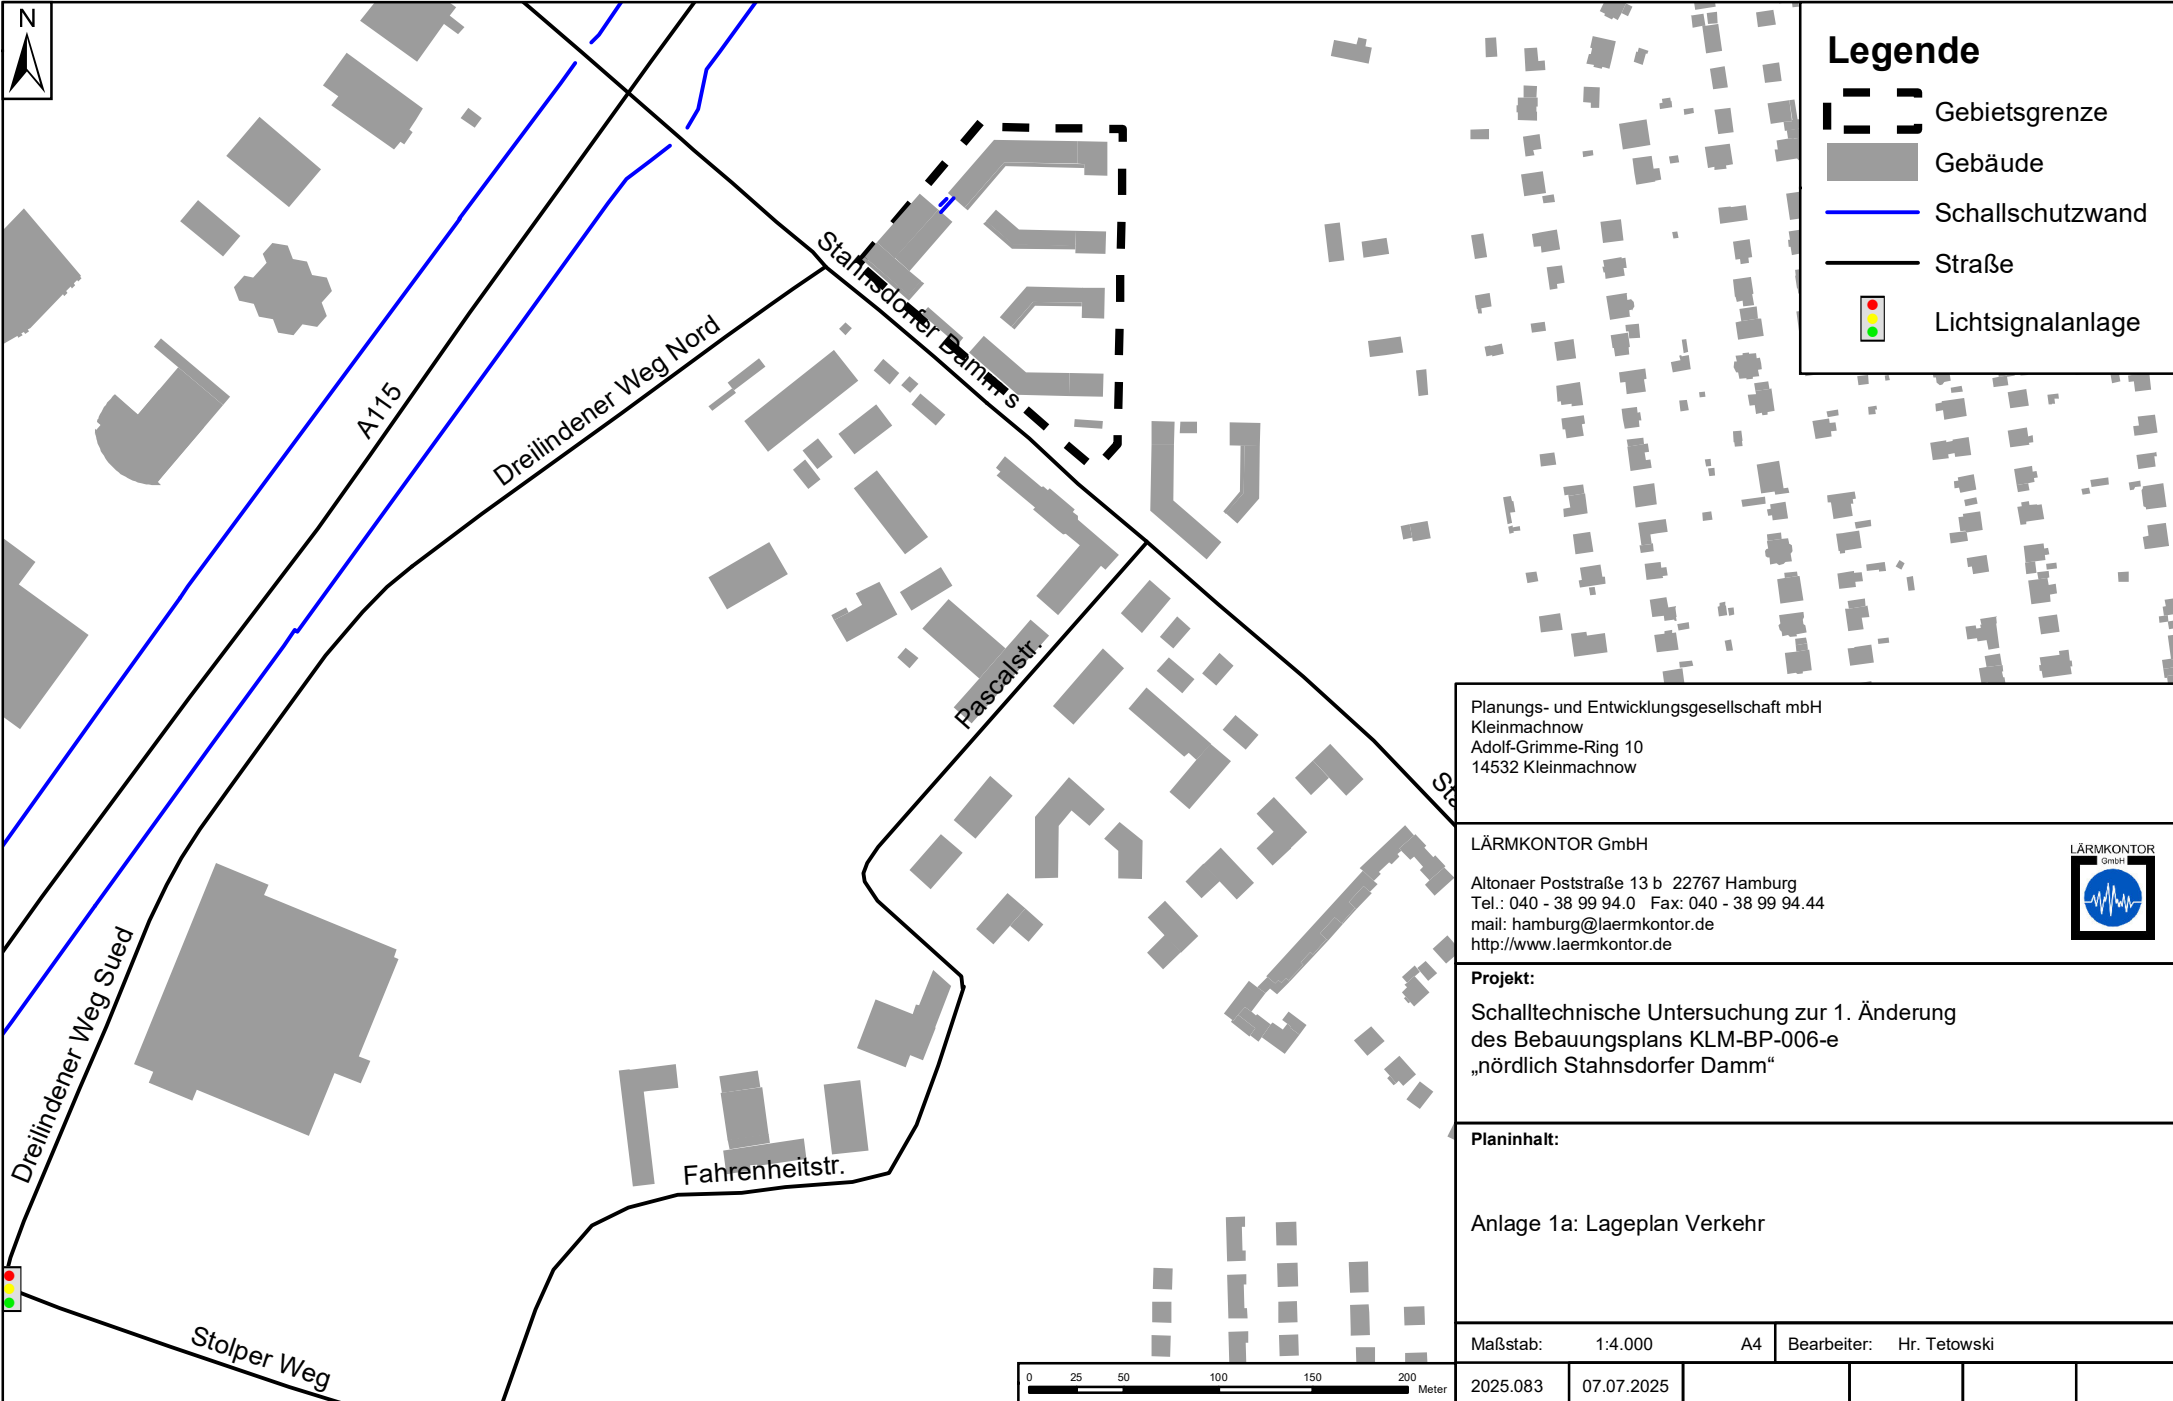 N
Legende
Gebietsgrenze
Gebäude
Schallschutzwand
Straße
Lichtsignalanlage
Stahnsdorfer Damm s
Dreilindener Weg Nord
A115
Pascalstr.
Dreilindener Weg Sued
Fahrenheitstr.
Stolper Weg
0 25 50 100 150 200
Meter
Planungs- und Entwicklungsgesellschaft mbH
Kleinmachnow
Adolf-Grimme-Ring 10
14532 Kleinmachnow
LÄRMKONTOR GmbH
Altonaer Poststraße 13 b 22767 Hamburg
Tel.: 040 - 38 99 94.0 Fax: 040 - 38 99 94.44
mail: hamburg@laermkontor.de
http://www.laermkontor.de
LÄRMKONTOR
GmbH
Projekt:
Schalltechnische Untersuchung zur 1. Änderung
des Bebauungsplans KLM-BP-006-e
„nördlich Stahnsdorfer Damm“
Planinhalt:
Anlage 1a: Lageplan Verkehr
Maßstab: 1:4.000 A4 Bearbeiter: Hr. Tetowski
2025.083 07.07.2025